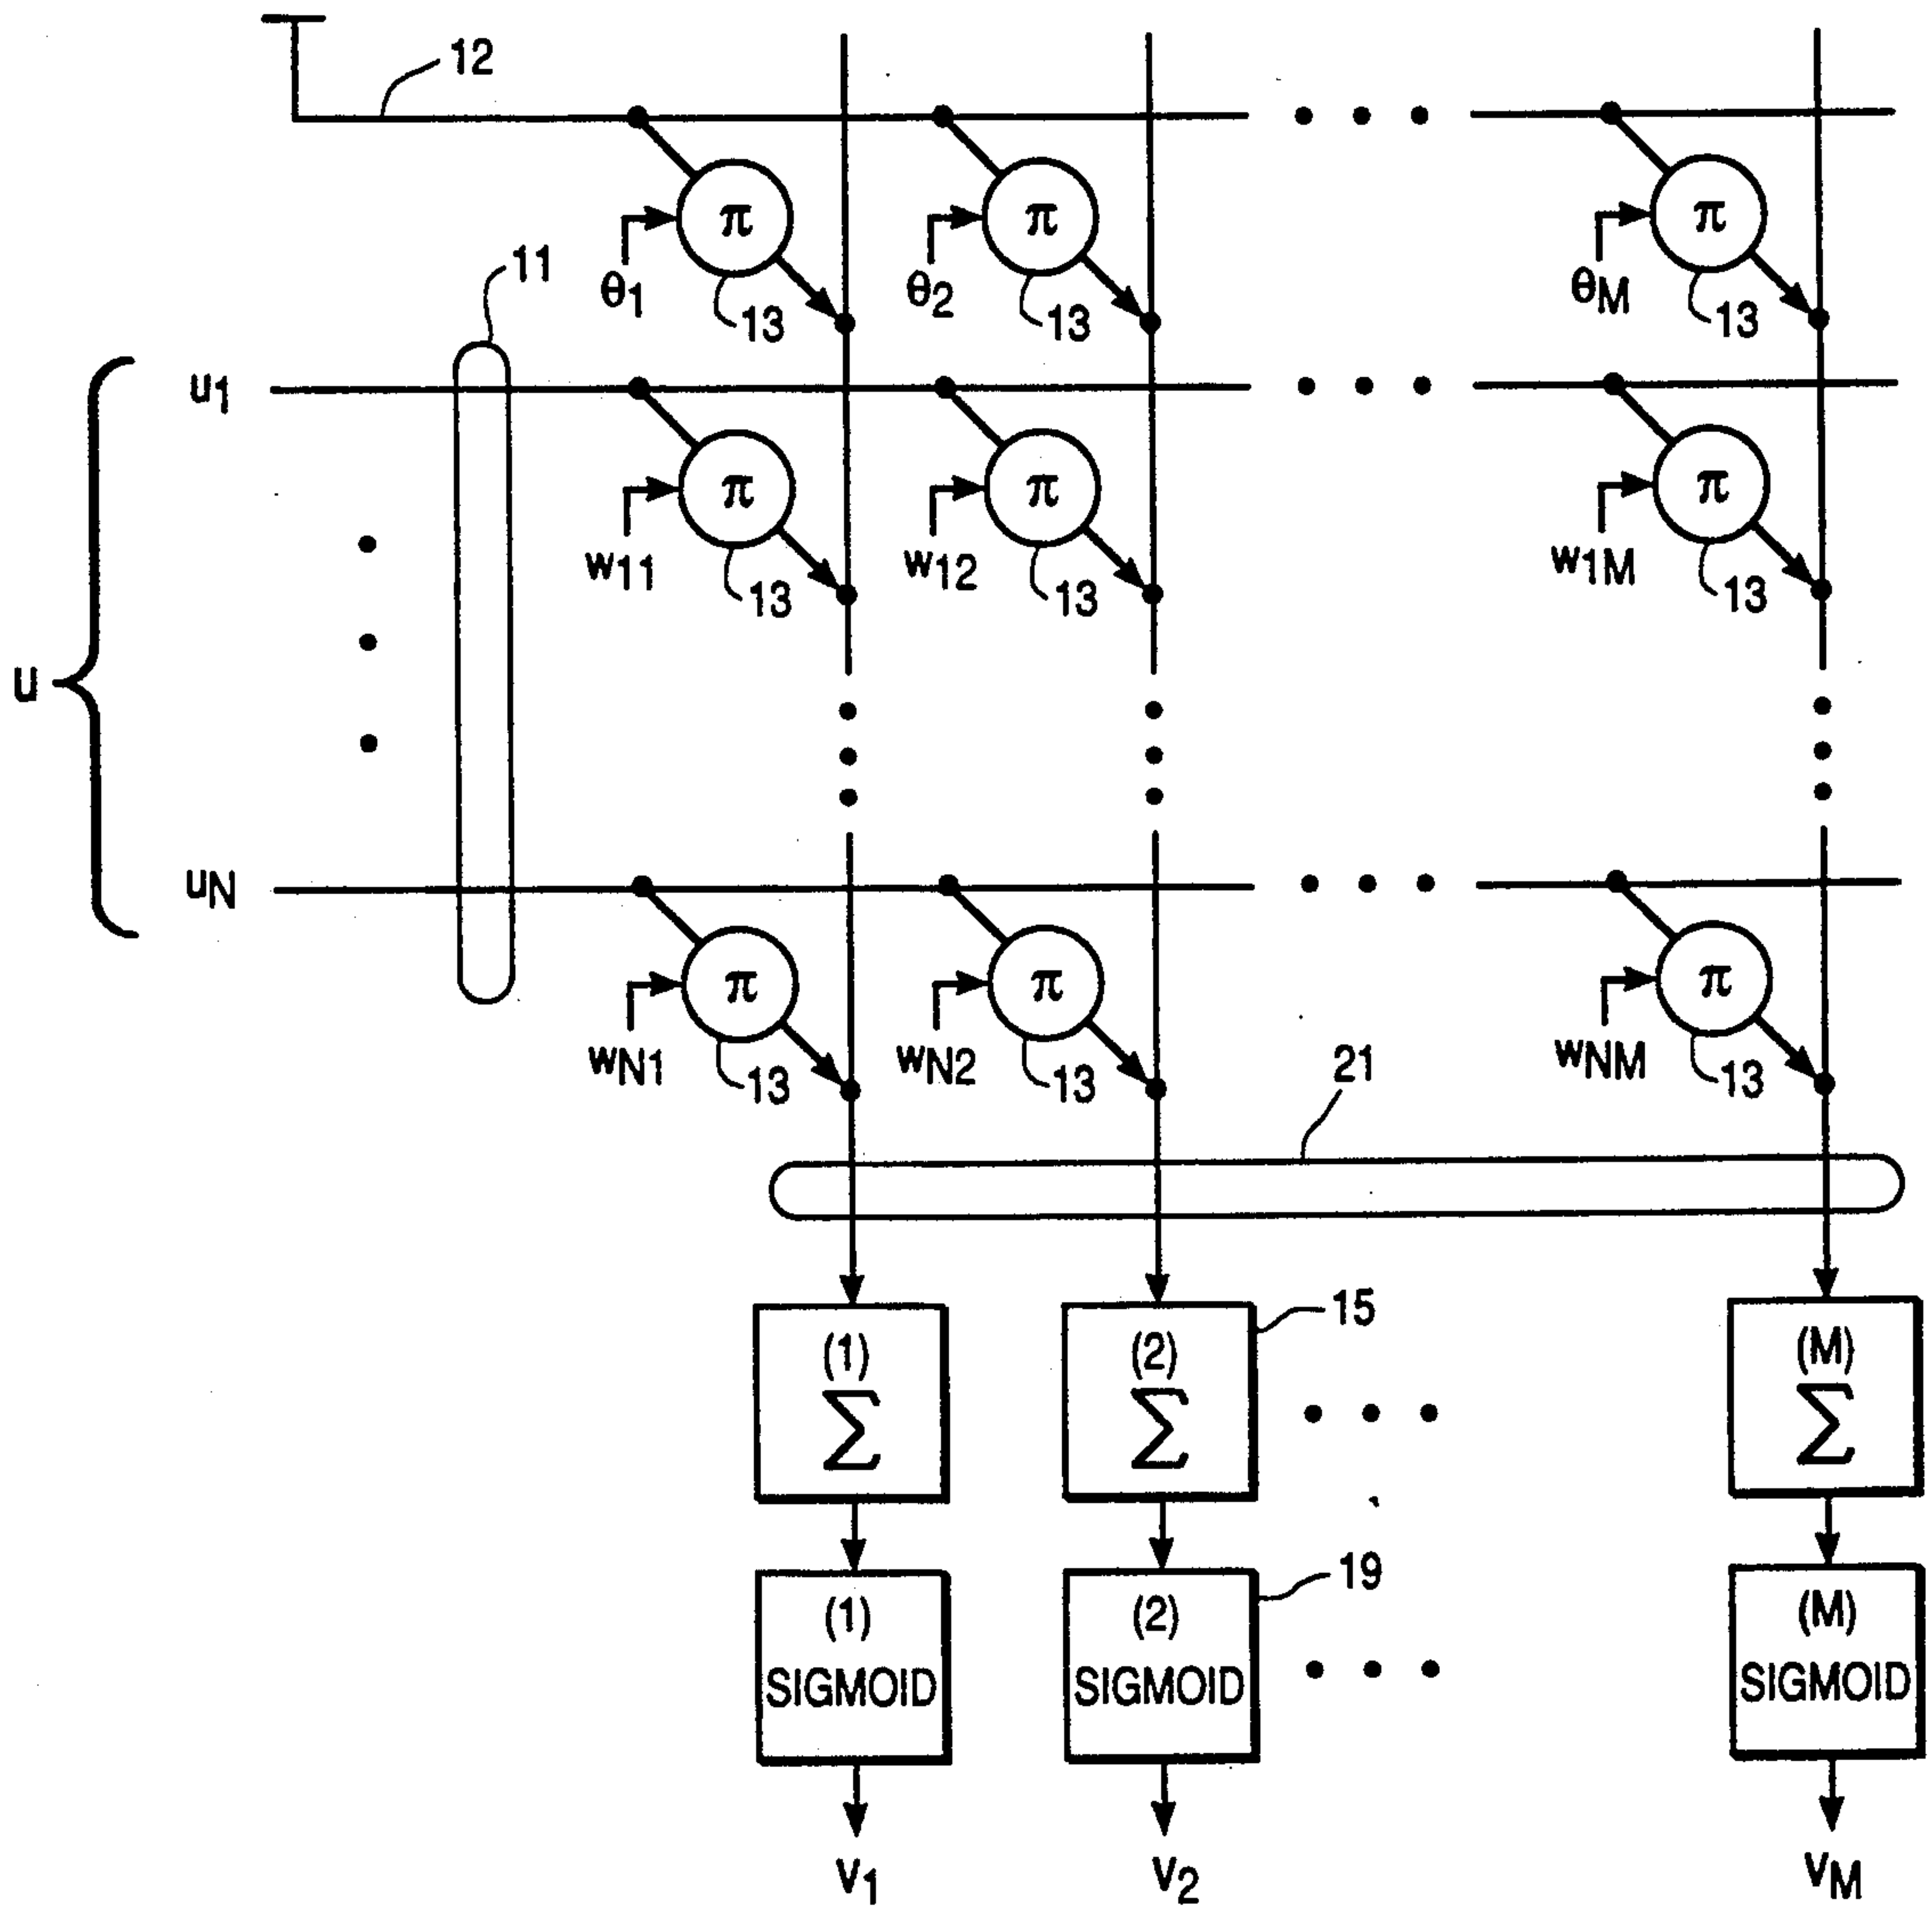 12
π π π
θ1 13 θ2 13 θM 13
11
u1
π π π
w11 13 w12 13 w1M 13
u
uN
π π π
wN1 13 wN2 13 wNM 13
21
15
(1) (2) (M)
Σ Σ Σ
19
(1) (2) (M)
SIGMOID SIGMOID SIGMOID
v1 v2 vM